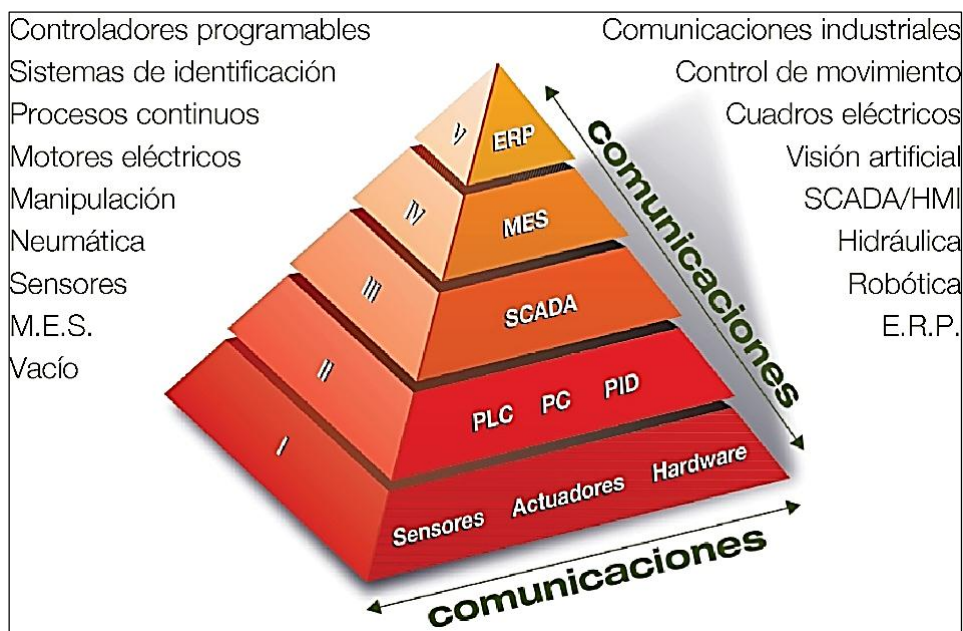 Controladores programables
Sistemas de identificación
Procesos continuos
Motores eléctricos
Manipulación
Neumática
Sensores
M.E.S.
Vacío
Comunicaciones industriales
Control de movimiento
Cuadros eléctricos
Visión artificial
SCADA/HMI
Hidráulica
Robótica
E.R.P.
V ERP
IV MES
III SCADA
II PLC PC PID
I Sensores Actuadores Hardware
comunicaciones
comunicaciones